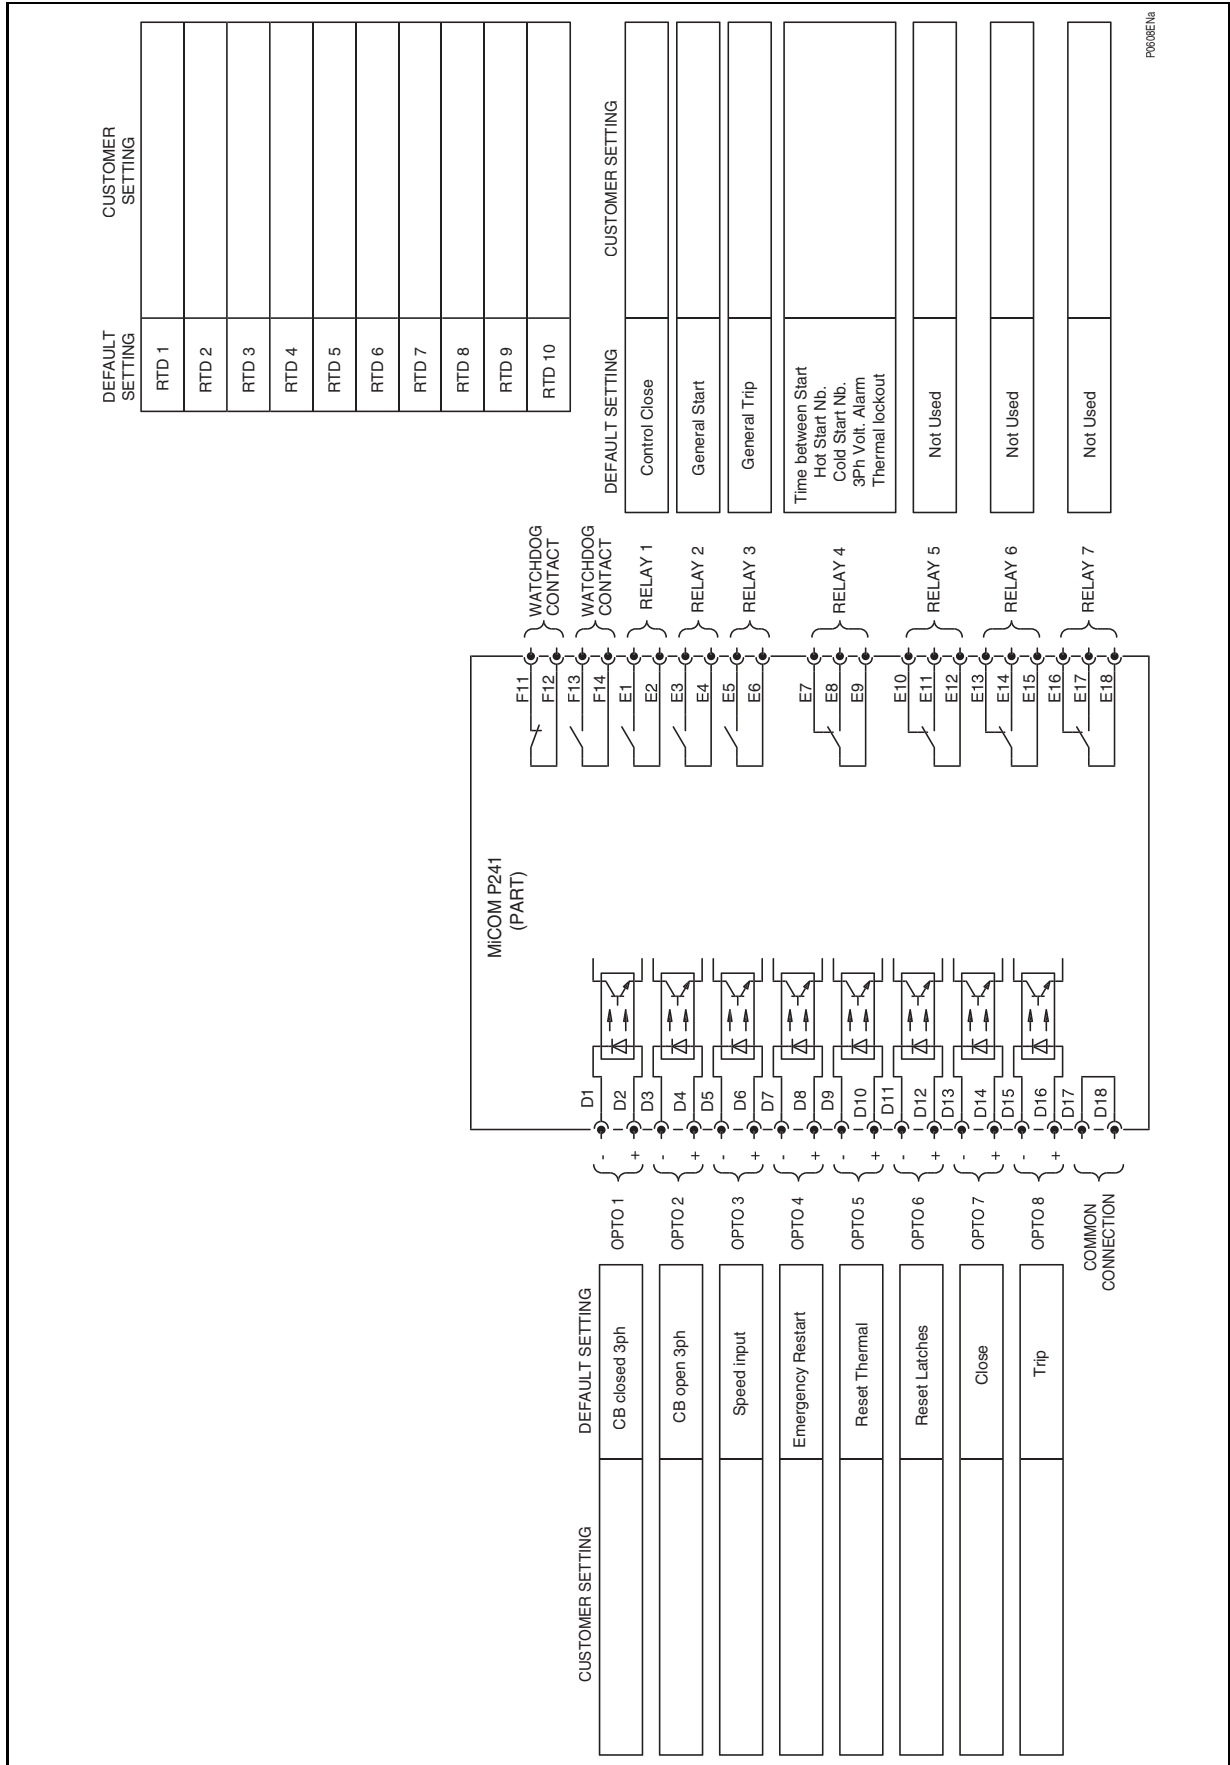 DEFAULT
SETTING
CUSTOMER
SETTING
RTD 1
RTD 2
RTD 3
RTD 4
RTD 5
RTD 6
RTD 7
RTD 8
RTD 9
RTD 10
MiCOM P241
(PART)
CUSTOMER SETTING
DEFAULT SETTING
CB closed 3ph
OPTO 1
-
+
D1
D2
CB open 3ph
OPTO 2
-
+
D3
D4
Speed input
OPTO 3
-
+
D5
D6
Emergency Restart
OPTO 4
-
+
D7
D8
Reset Thermal
OPTO 5
-
+
D9
D10
Reset Latches
OPTO 6
-
+
D11
D12
Close
OPTO 7
-
+
D13
D14
Trip
OPTO 8
-
+
D15
D16
COMMON
CONNECTION
D17
D18
F11
F12
WATCHDOG
CONTACT
F13
F14
WATCHDOG
CONTACT
DEFAULT SETTING
CUSTOMER SETTING
E1
E2
RELAY 1
Control Close
E3
E4
RELAY 2
General Start
E5
E6
RELAY 3
General Trip
E7
E8
E9
RELAY 4
Time between Start
Hot Start Nb.
Cold Start Nb.
3Ph Volt. Alarm
Thermal lockout
E10
E11
E12
RELAY 5
Not Used
E13
E14
E15
RELAY 6
Not Used
E16
E17
E18
RELAY 7
Not Used
P0608ENa